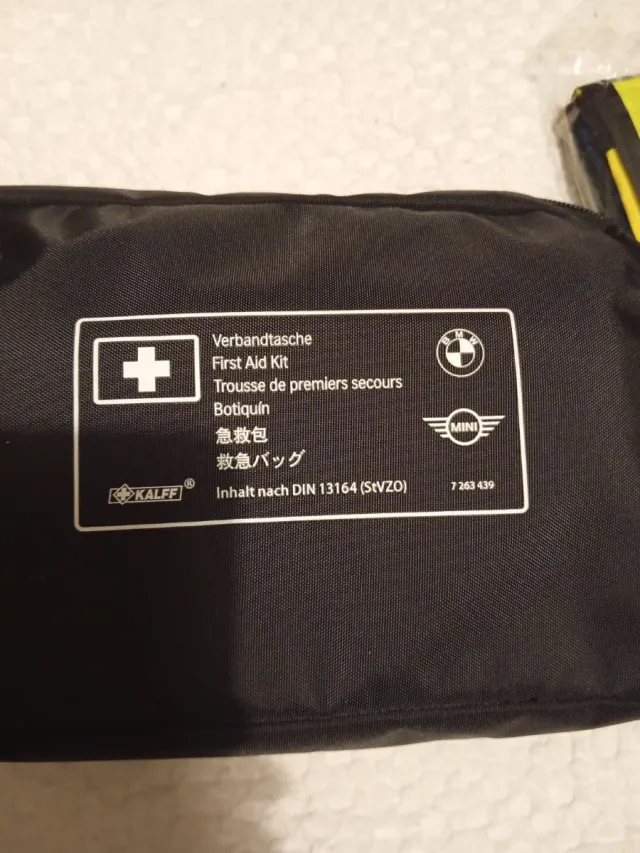 Verbandtasche
First Aid Kit
Trousse de premiers secours
Botiquín
急救包
救急バッグ
Inhalt nach DIN 13164 (StVZO)
KALFF®
BMW
MINI
7 263 439